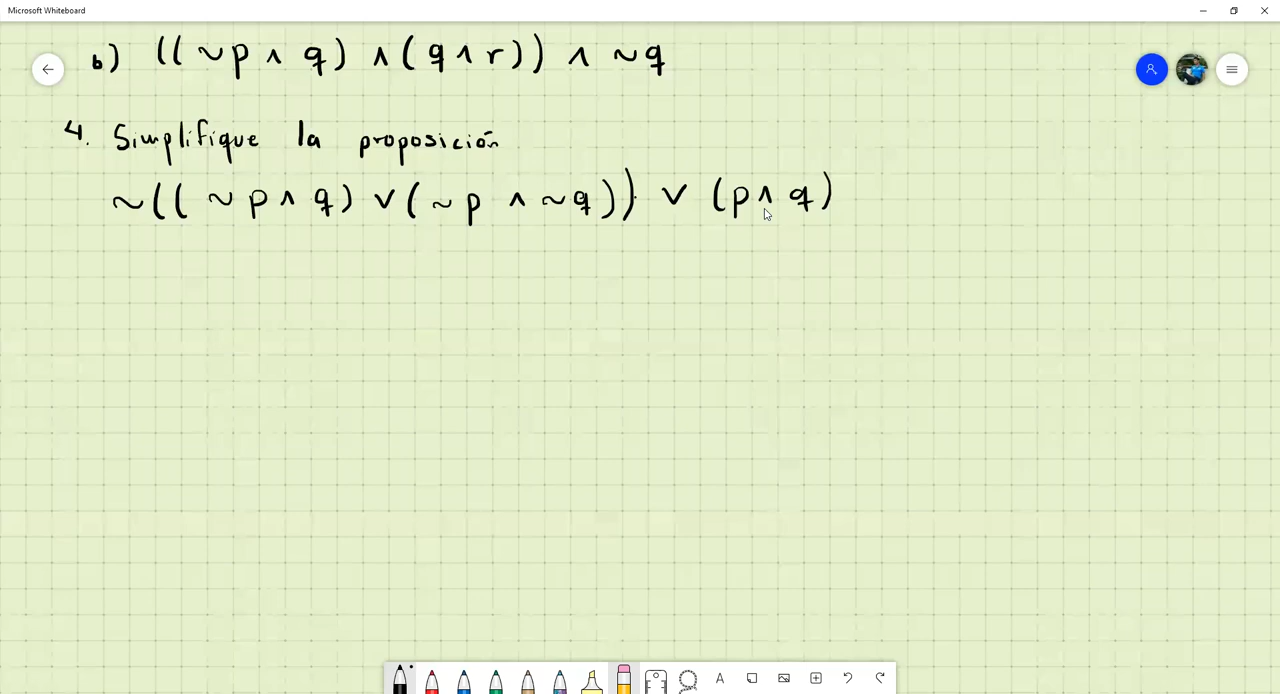 Microsoft Whiteboard
b) ((~p ∧ q) ∧ (q ∧ r)) ∧ ~q
4. Simplifique la proposición
~((~p ∧ q) ∨ (~p ∧ ~q)) ∨ (p ∧ q)